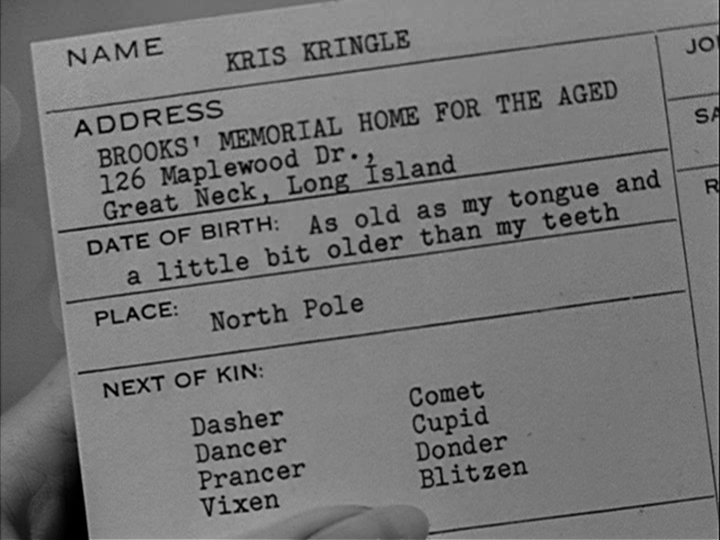 NAME KRIS KRINGLE
ADDRESS
BROOKS' MEMORIAL HOME FOR THE AGED
126 Maplewood Dr.,
Great Neck, Long Island
DATE OF BIRTH: As old as my tongue and
a little bit older than my teeth
PLACE: North Pole
NEXT OF KIN:
Dasher Comet
Dancer Cupid
Prancer Donder
Vixen Blitzen